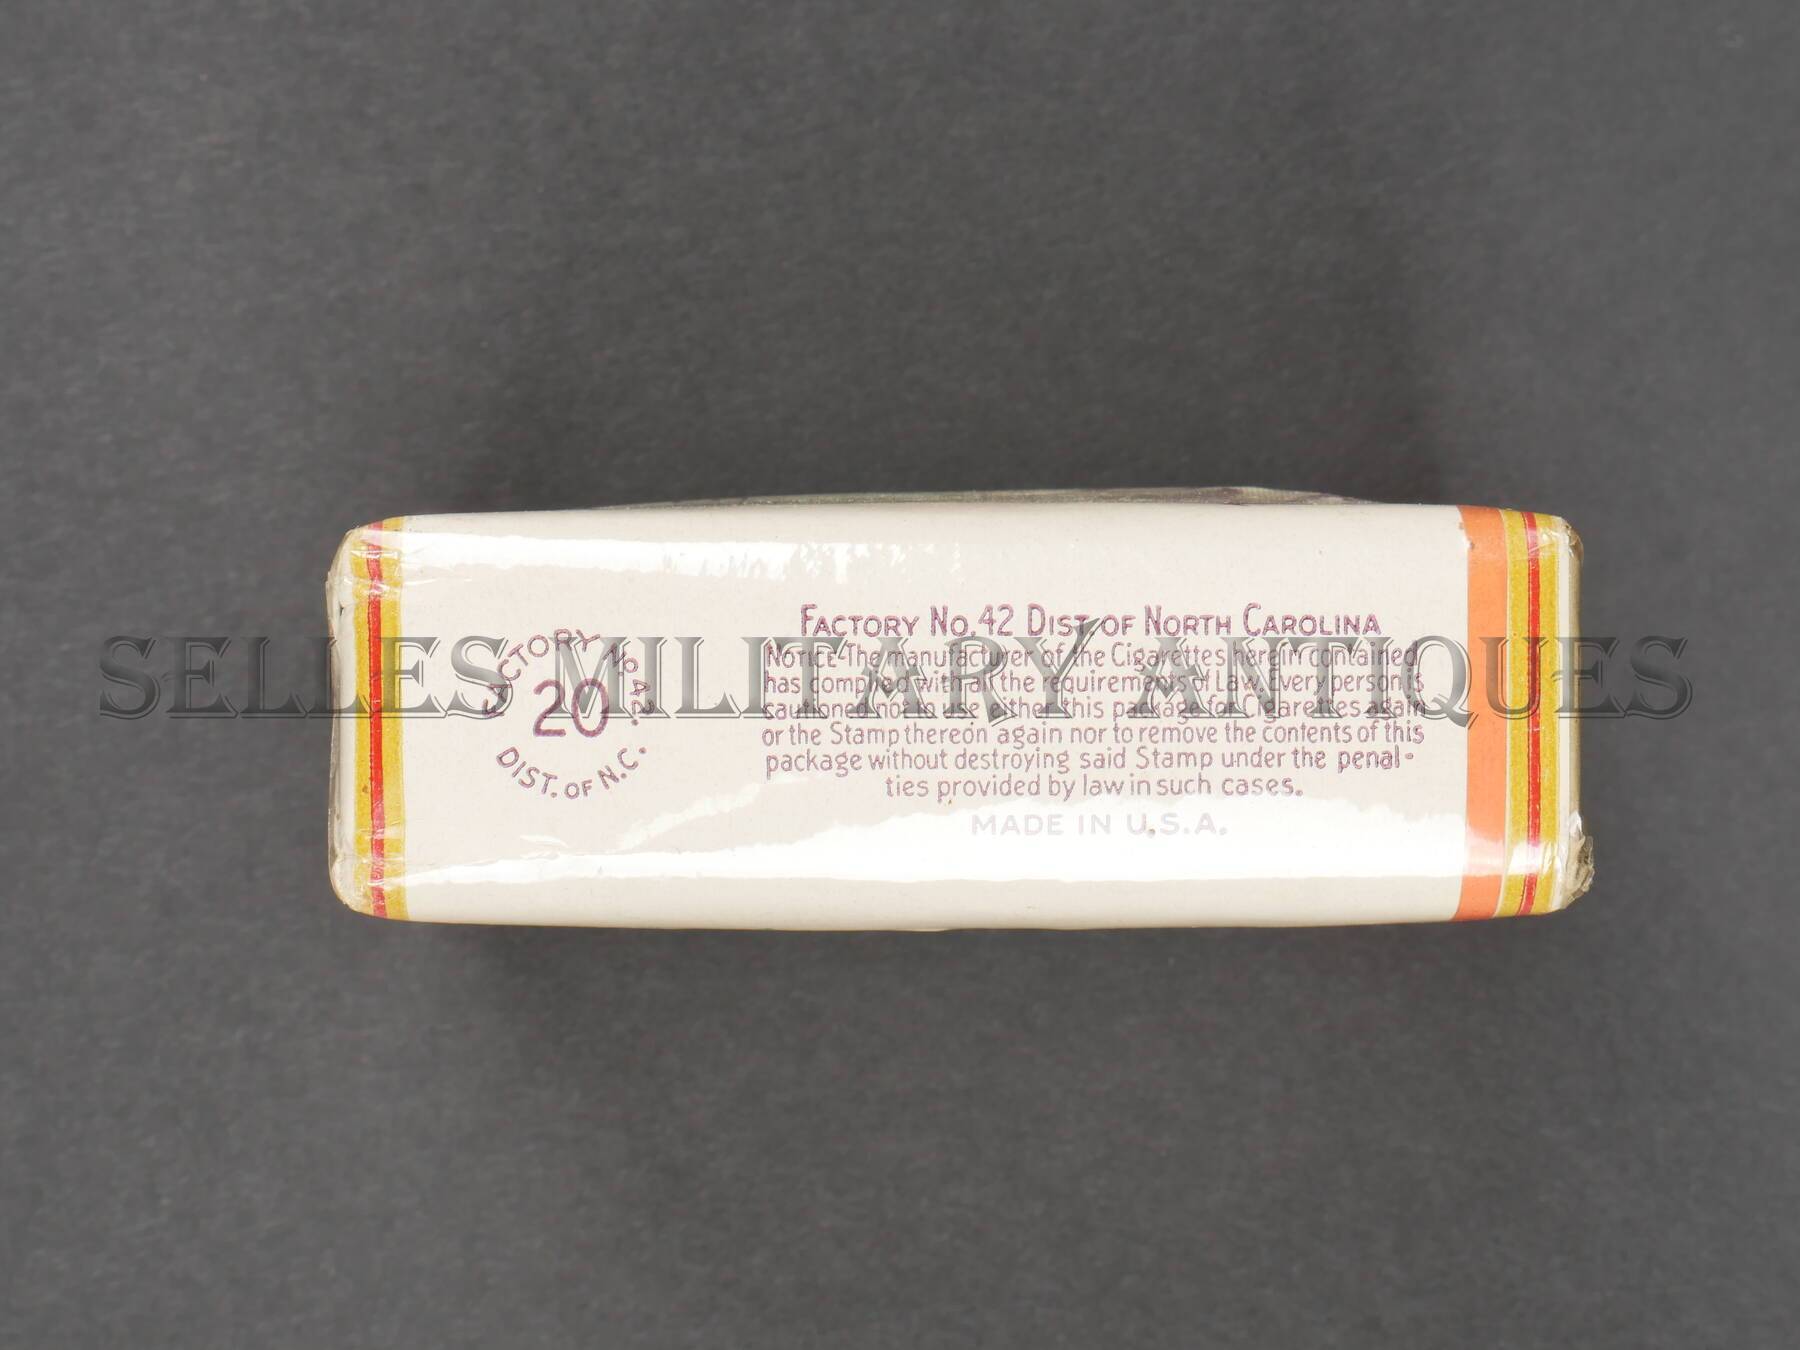 FACTORY No. 42.
20
DIST. OF N.C.
FACTORY No. 42 DIST. OF NORTH CAROLINA
NOTICE-The manufacturer of the Cigarettes herein contained
has complied with all the requirements of Law. Every person is
cautioned not to use either this package for Cigarettes again
or the Stamp thereon again nor to remove the contents of this
package without destroying said Stamp under the penal-
ties provided by law in such cases.
MADE IN U.S.A.
SELLES MILITARY ANTIQUES